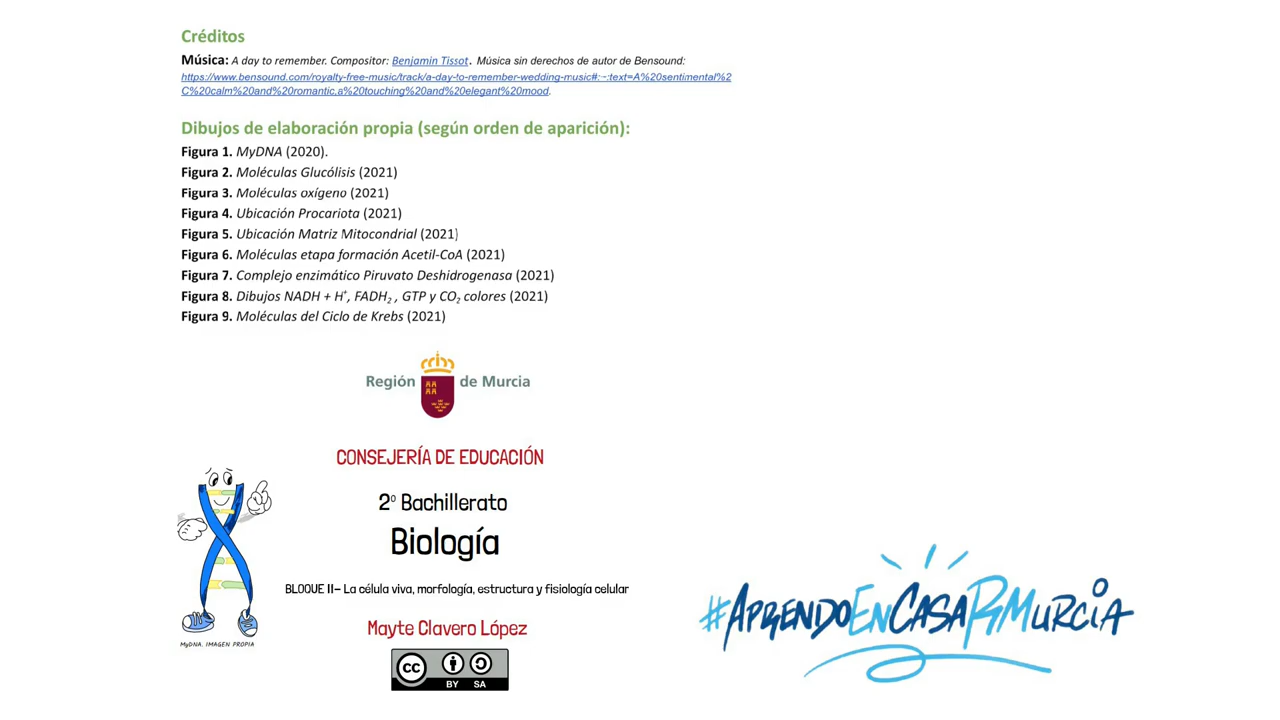 Créditos
Música: A day to remember. Compositor: Benjamin Tissot. Música sin derechos de autor de Bensound:
https://www.bensound.com/royalty-free-music/track/a-day-to-remember-wedding-music#:~:text=A%20sentimental%2
C%20calm%20and%20romantic,a%20touching%20and%20elegant%20mood.
Dibujos de elaboración propia (según orden de aparición):
Figura 1. MyDNA (2020).
Figura 2. Moléculas Glucólisis (2021)
Figura 3. Moléculas oxígeno (2021)
Figura 4. Ubicación Procariota (2021)
Figura 5. Ubicación Matriz Mitocondrial (2021)
Figura 6. Moléculas etapa formación Acetil-CoA (2021)
Figura 7. Complejo enzimático Piruvato Deshidrogenasa (2021)
Figura 8. Dibujos NADH + H⁺, FADH₂ , GTP y CO₂ colores (2021)
Figura 9. Moléculas del Ciclo de Krebs (2021)
Región de Murcia
CONSEJERÍA DE EDUCACIÓN
2º Bachillerato
Biología
BLOQUE II– La célula viva, morfología, estructura y fisiología celular
Mayte Clavero López
MyDNA. IMAGEN PROPIA
cc BY SA
#APRENDOENCASARMURCIA